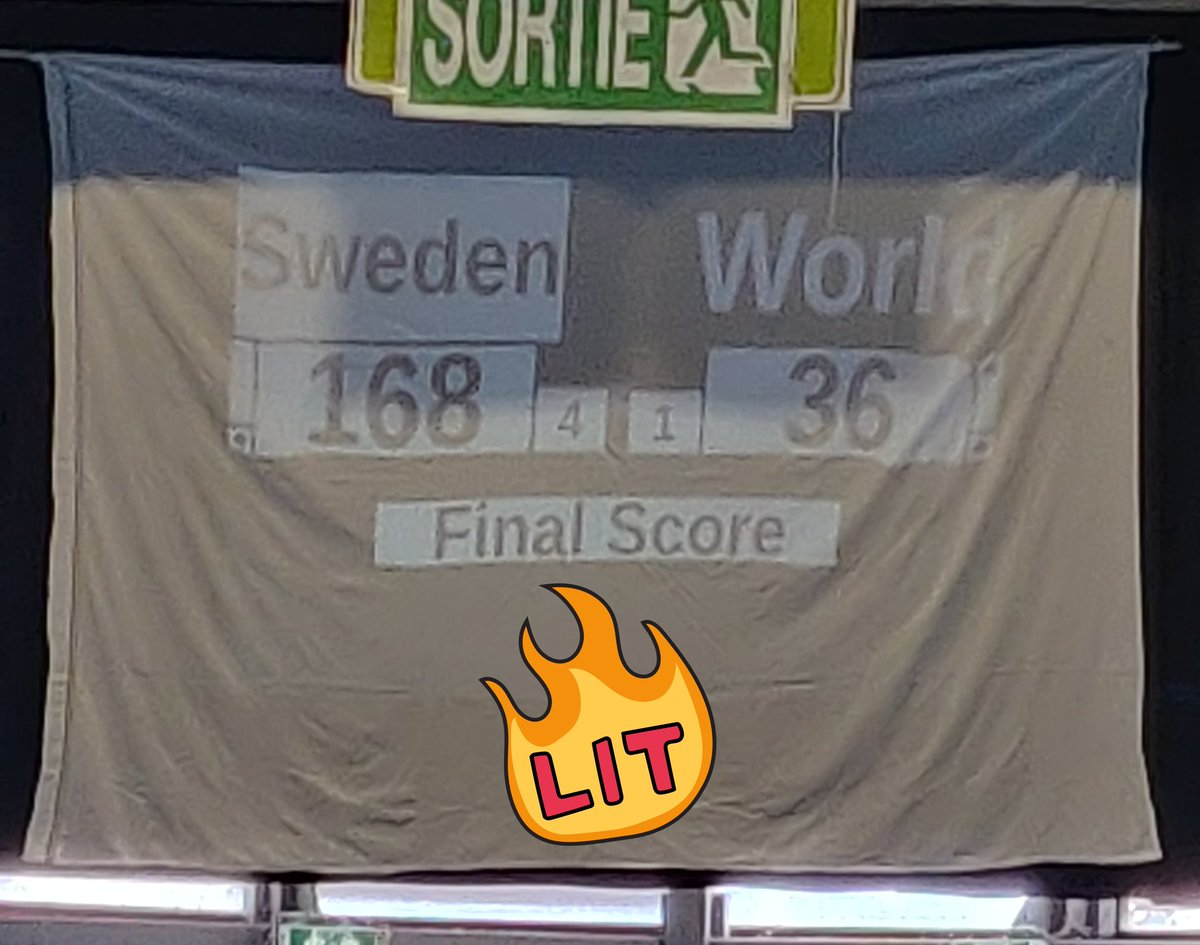 SORTIE
Sweden World
168 4 1 36
Final Score
LIT